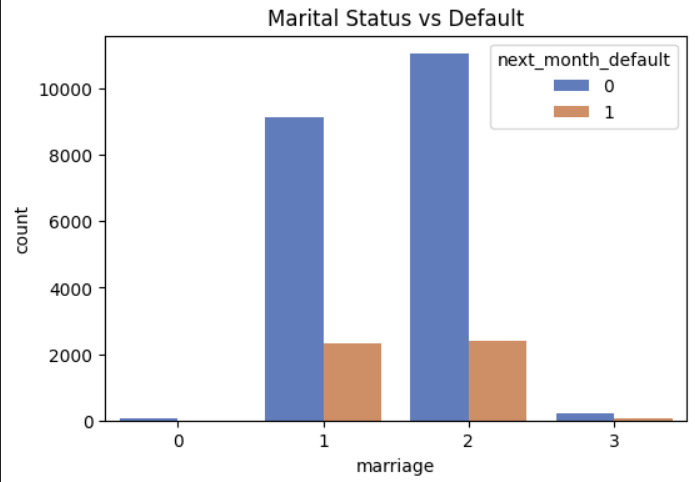 Marital Status vs Default
next_month_default
0
1
10000
8000
6000
4000
2000
0
count
0 1 2 3
marriage